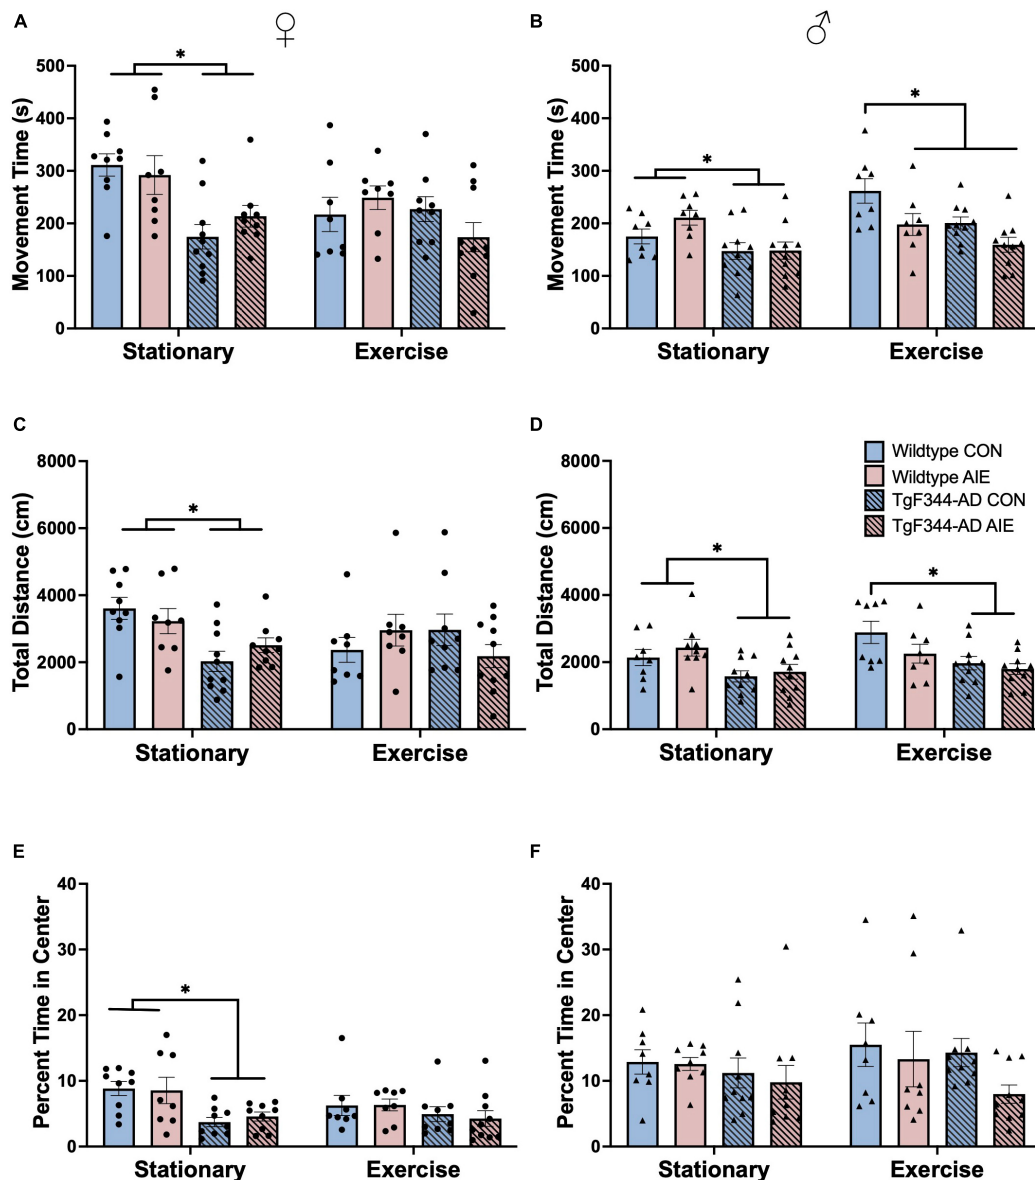 A ♀ B ♂
Movement Time (s)
500
400
300
200
100
0
*
Stationary Exercise
Movement Time (s)
500
400
300
200
100
0
*
*
Stationary Exercise
C
Total Distance (cm)
8000
6000
4000
2000
0
*
Stationary Exercise
D
Total Distance (cm)
8000
6000
4000
2000
0
*
*
Wildtype CON
Wildtype AIE
TgF344-AD CON
TgF344-AD AIE
Stationary Exercise
E
Percent Time in Center
40
30
20
10
0
*
Stationary Exercise
F
Percent Time in Center
40
30
20
10
0
Stationary Exercise